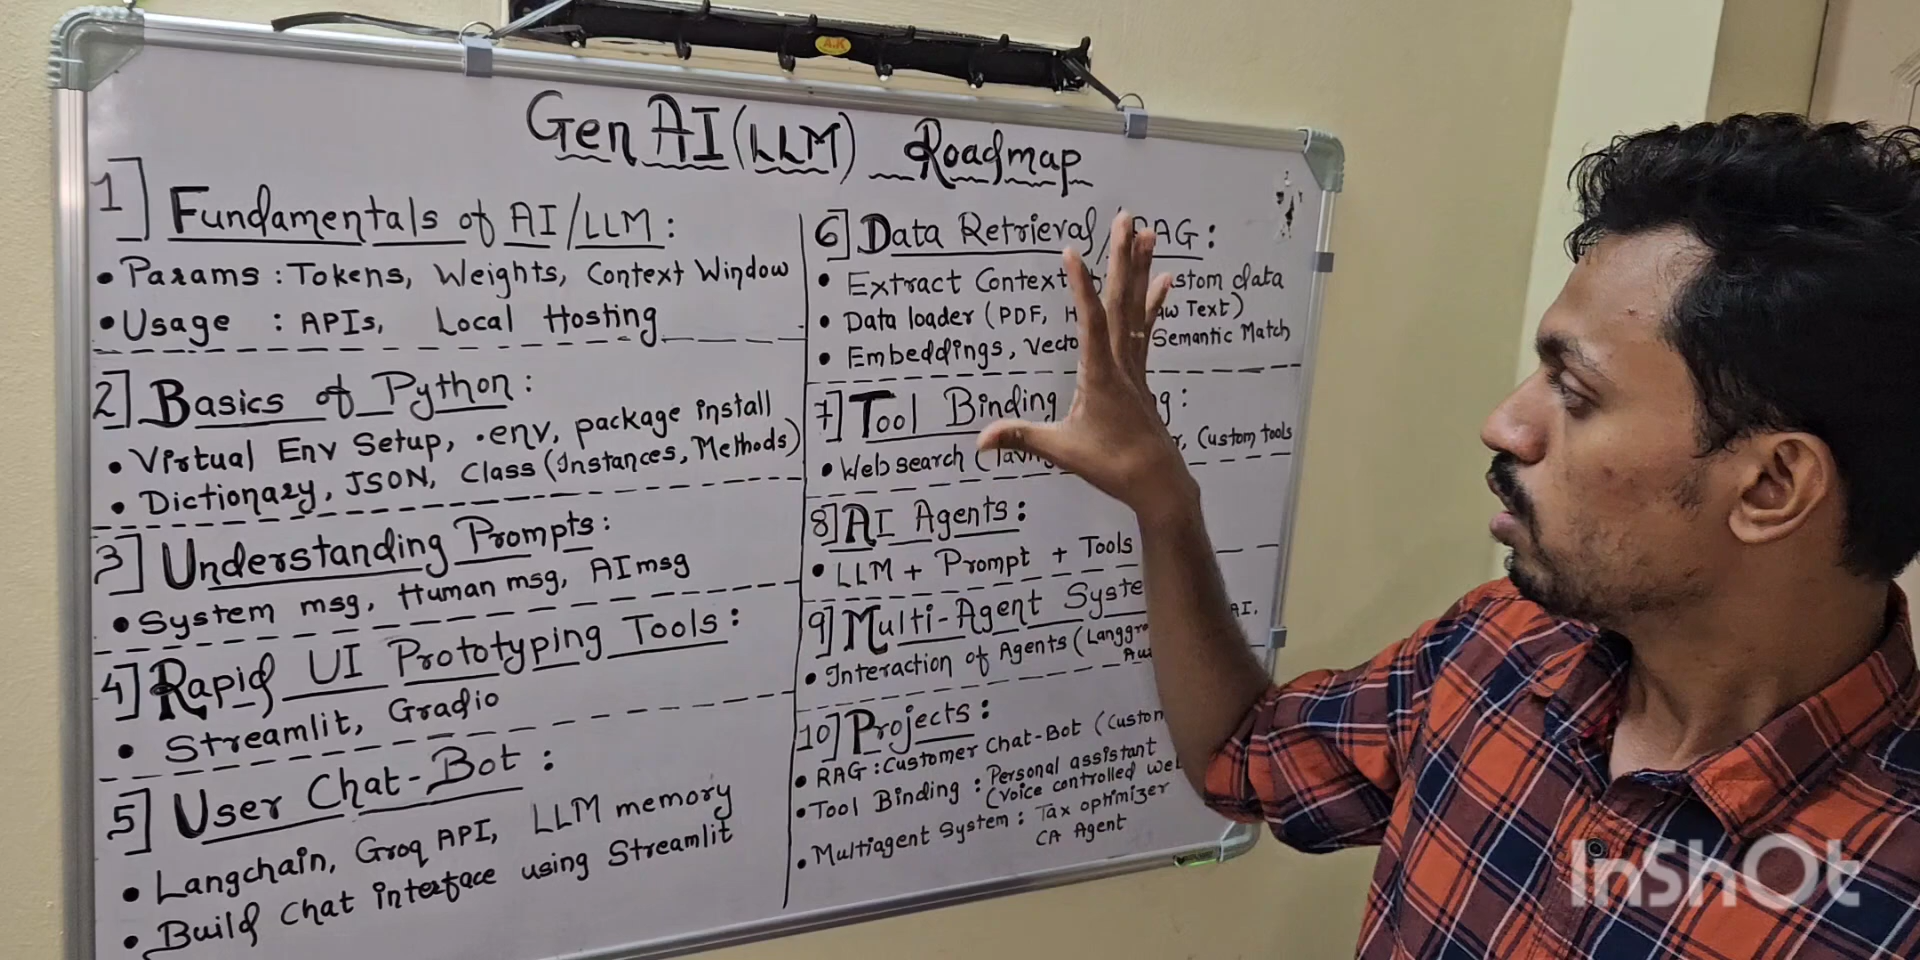 A.K
Gen AI (LLM) Roadmap
1] Fundamentals of AI/LLM:
• Params : Tokens, Weights, Context Window
• Usage : APIs, Local Hosting
2] Basics of Python:
• Virtual Env Setup, .env, package install
• Dictionary, JSON, Class (Instances, Methods)
3] Understanding Prompts:
• System msg, Human msg, AI msg
4] Rapid UI Prototyping Tools:
• Streamlit, Gradio
5] User Chat-Bot:
• Langchain, Groq API, LLM memory
• Build Chat interface using Streamlit
6] Data Retrieval / RAG:
• Extract Context data
• Data loader (PDF, Text)
• Embeddings, Semantic Match
7] Tool Binding :
• Websearch ( Custom tools
8] AI Agents:
• LLM + Prompt + Tools
9] Multi-Agent
• Interaction of Agents ( AI,
10] Projects:
• RAG : Customer Chat-Bot (
• Tool Binding : Personal assistant
(Voice controlled
• Multiagent System : Tax optimizer
CA Agent
InShOt